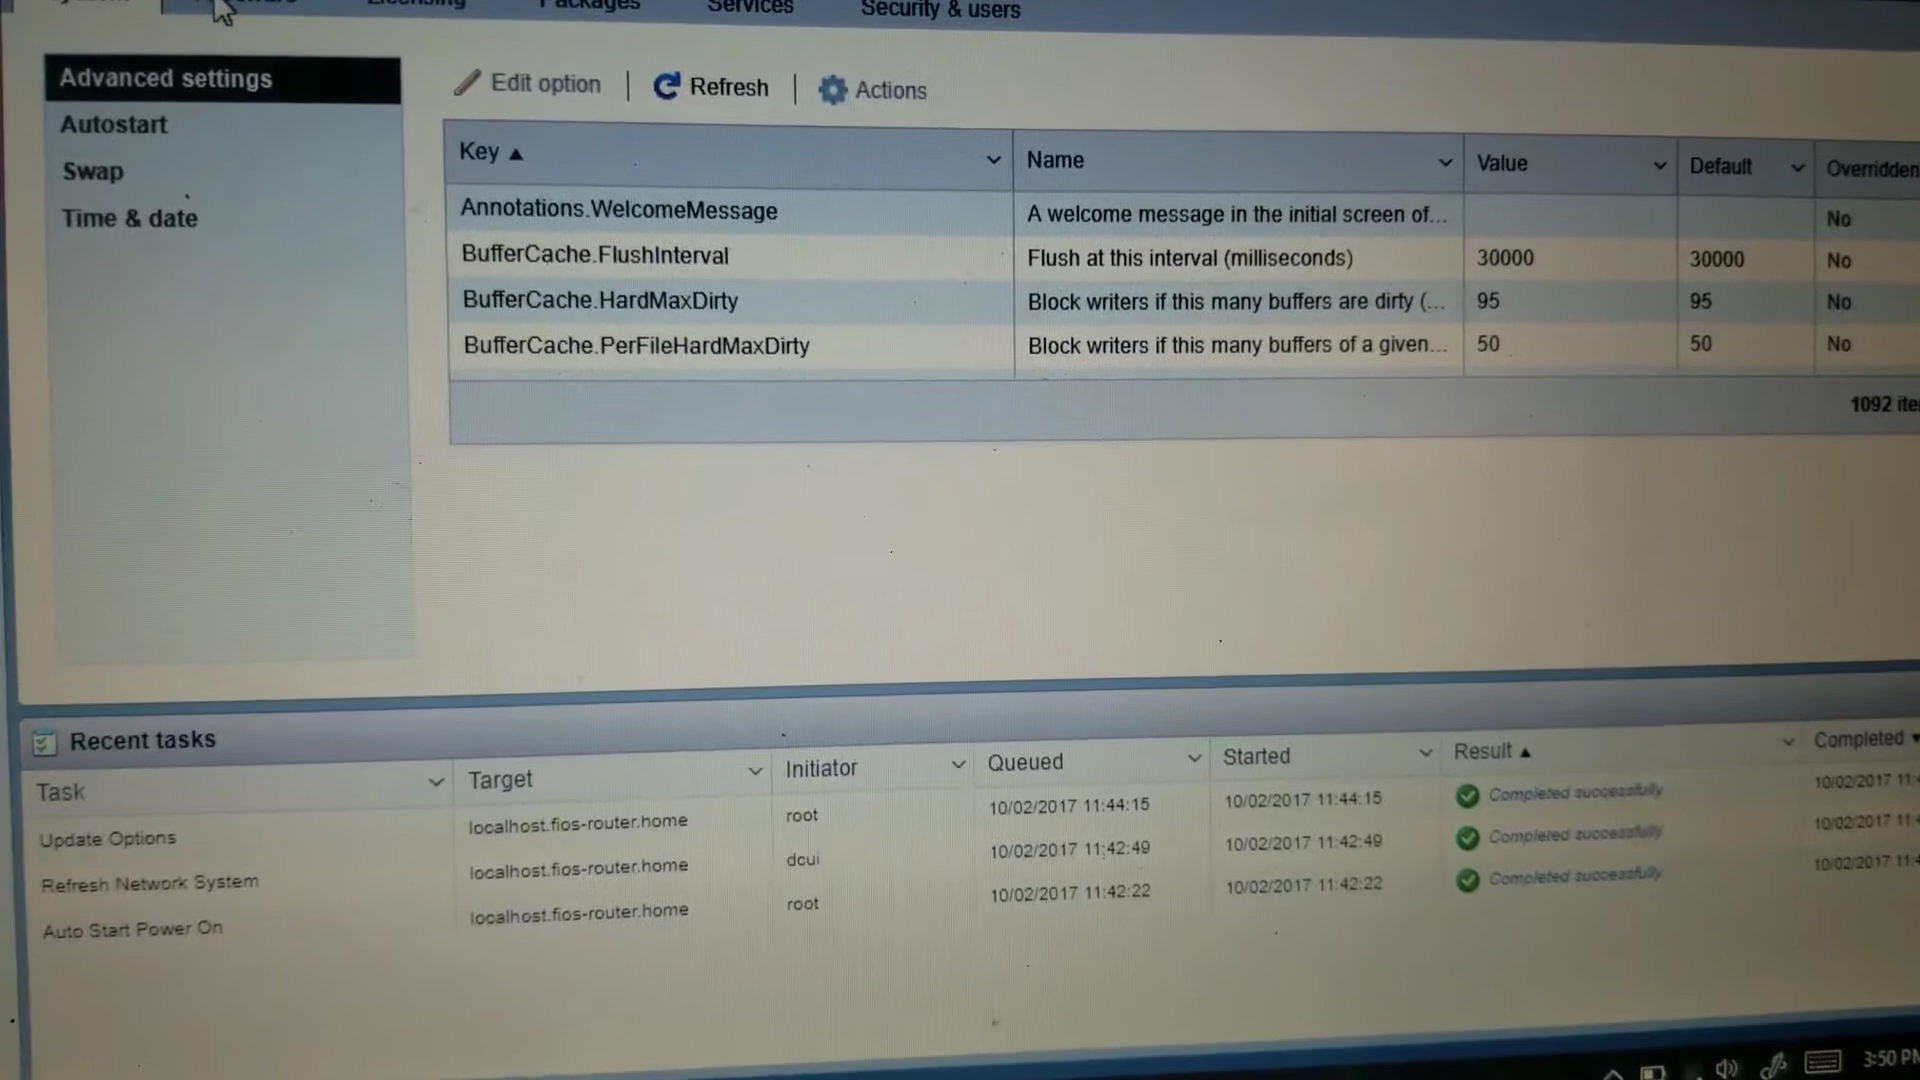 Licensing Packages Services Security & users
Advanced settings
Autostart
Swap
Time & date
Edit option | Refresh | Actions
Key Name Value Default Overridden
Annotations.WelcomeMessage A welcome message in the initial screen of... No
BufferCache.FlushInterval Flush at this interval (milliseconds) 30000 30000 No
BufferCache.HardMaxDirty Block writers if this many buffers are dirty (... 95 95 No
BufferCache.PerFileHardMaxDirty Block writers if this many buffers of a given... 50 50 No
1092 ite
Recent tasks
Task Target Initiator Queued Started Result Completed
Update Options localhost.fios-router.home root 10/02/2017 11:44:15 10/02/2017 11:44:15 Completed successfully 10/02/2017 11:4
Refresh Network System localhost.fios-router.home dcui 10/02/2017 11:42:49 10/02/2017 11:42:49 Completed successfully 10/02/2017 11:4
Auto Start Power On localhost.fios-router.home root 10/02/2017 11:42:22 10/02/2017 11:42:22 Completed successfully 10/02/2017 11:4
3:50 PM